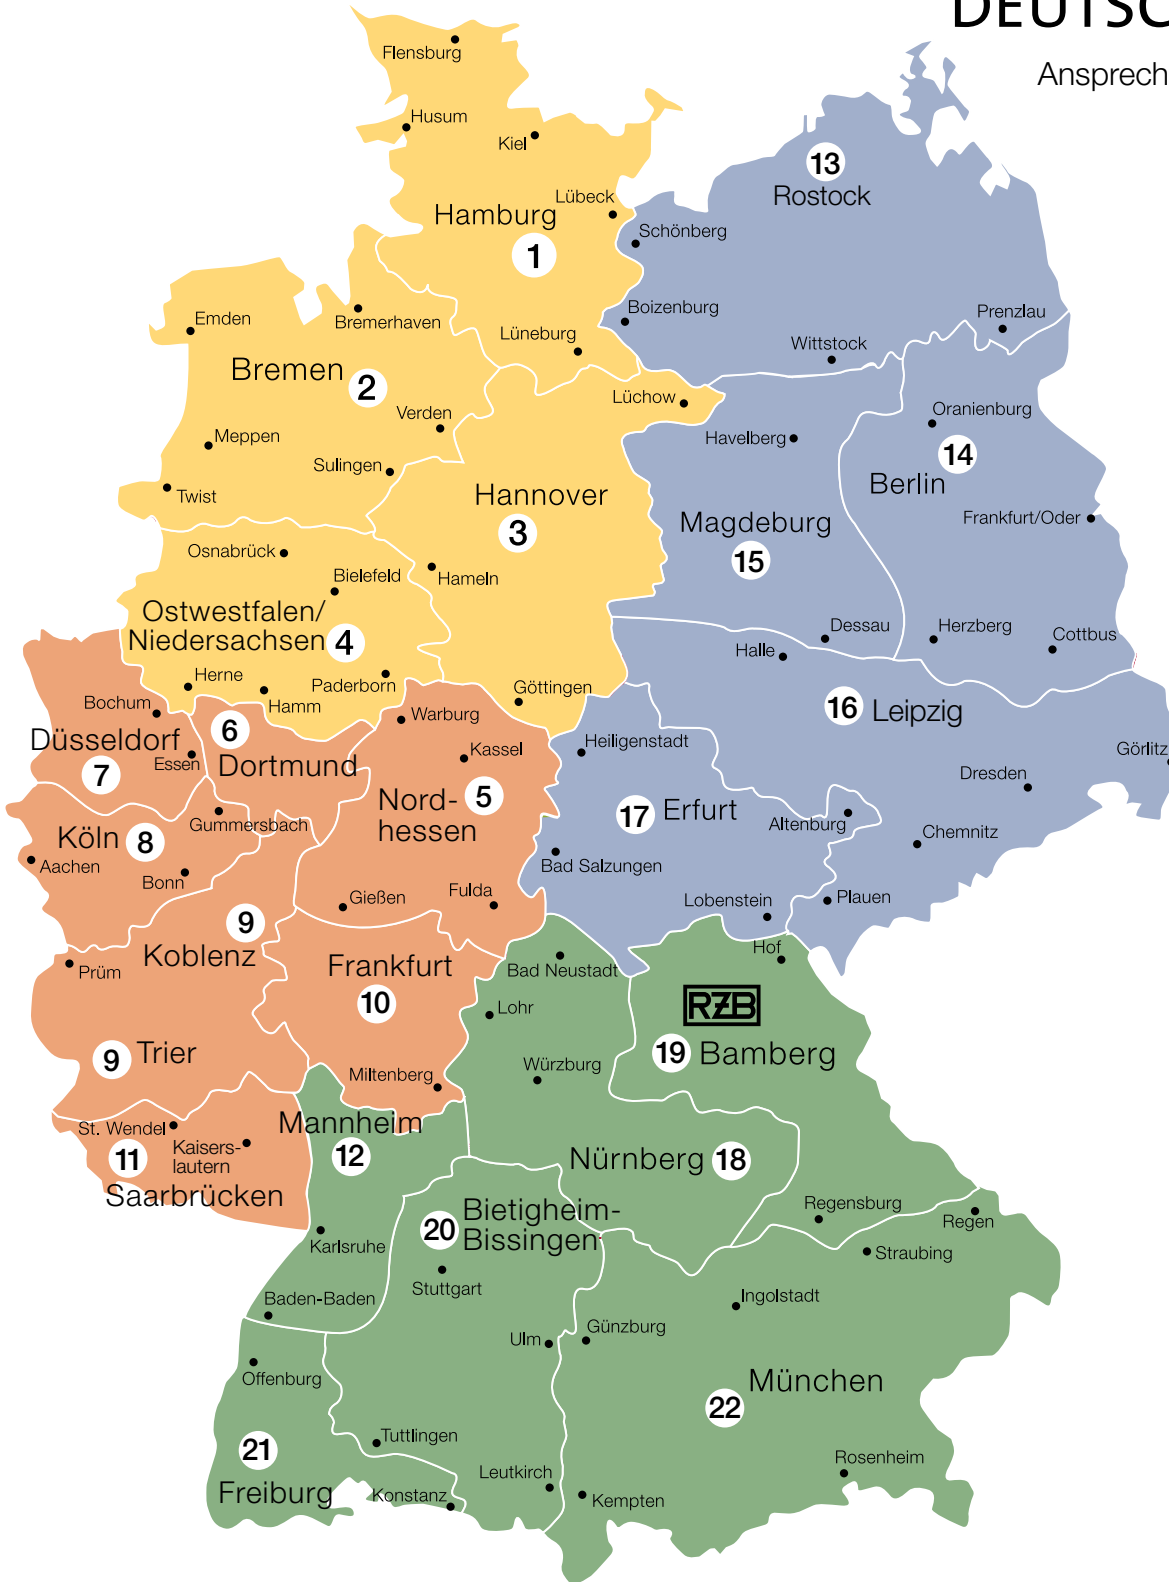 DEUTSC
Ansprech
Flensburg
Husum
Kiel
Lübeck
Hamburg
1
13
Rostock
Schönberg
Boizenburg
Prenzlau
Wittstock
Emden
Bremerhaven
Lüneburg
Bremen 2
Verden
Lüchow
Meppen
Sulingen
Twist
Hannover
3
Havelberg
Oranienburg
14
Berlin
Magdeburg
15
Frankfurt/Oder
Osnabrück
Bielefeld
Hameln
Ostwestfalen/
Niedersachsen 4
Dessau
Herzberg
Cottbus
Halle
Herne
Hamm
Paderborn
Göttingen
16 Leipzig
Bochum
6
Warburg
Düsseldorf
7
Essen
Dortmund
Kassel
Heiligenstadt
Görlitz
Nord-
hessen
5
Dresden
17 Erfurt
Altenburg
Gummersbach
Köln 8
Chemnitz
Aachen
Bonn
Bad Salzungen
Gießen
Fulda
Lobenstein
Plauen
9
Koblenz
Hof
Prüm
Frankfurt
10
Bad Neustadt
Lohr
RZB
9 Trier
19 Bamberg
Würzburg
Miltenberg
Mannheim
12
St. Wendel
Kaisers-
lautern
11
Saarbrücken
Nürnberg 18
Regensburg
Regen
20
Bietigheim-
Bissingen
Karlsruhe
Straubing
Stuttgart
Baden-Baden
Ingolstadt
Ulm
Günzburg
Offenburg
München
22
Tuttlingen
21
Freiburg
Rosenheim
Leutkirch
Konstanz
Kempten